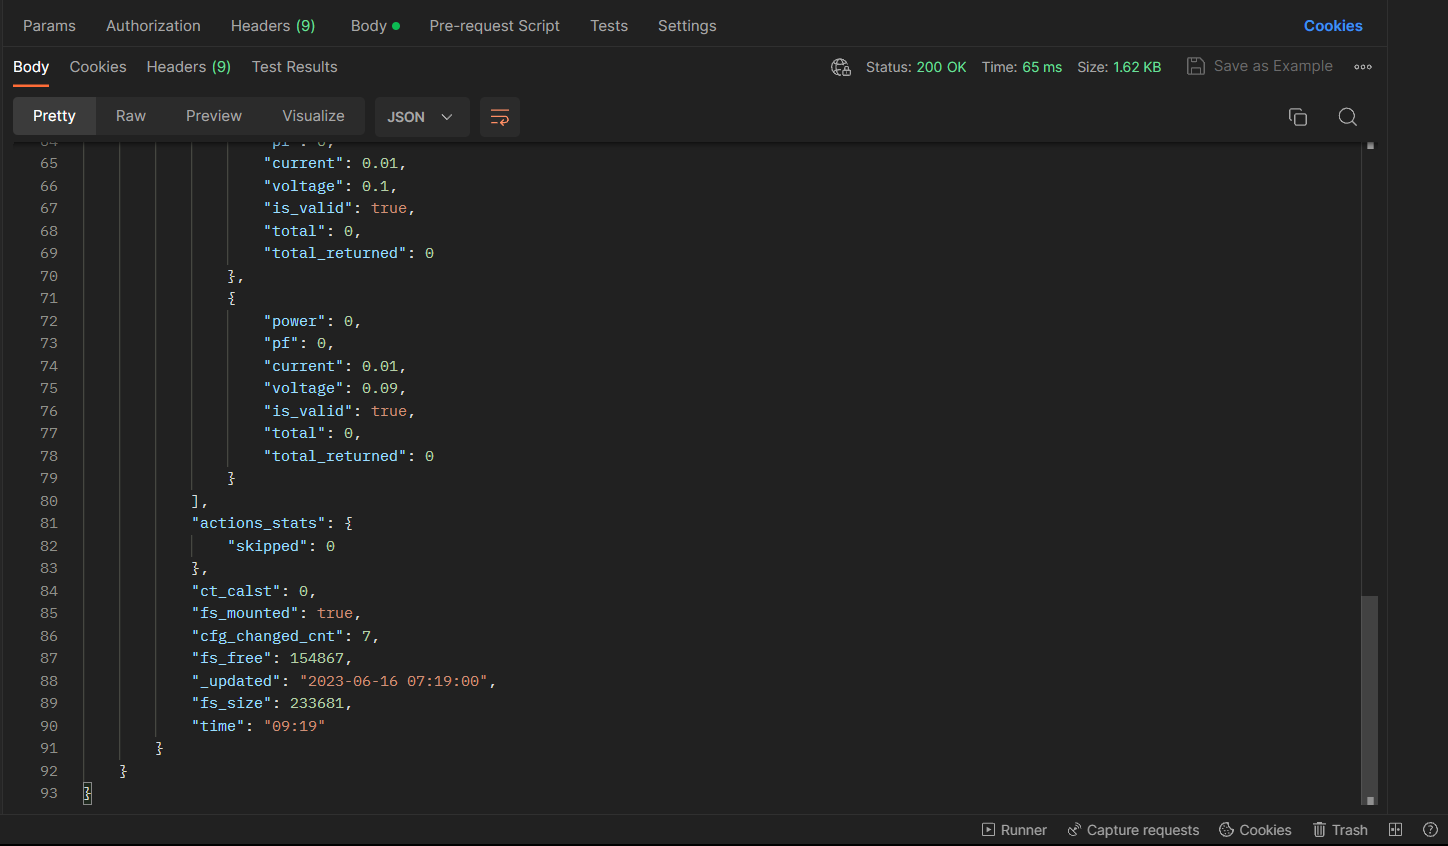 Params Authorization Headers (9) Body Pre-request Script Tests Settings Cookies
Body Cookies Headers (9) Test Results Status: 200 OK Time: 65 ms Size: 1.62 KB Save as Example
Pretty Raw Preview Visualize JSON
64 "pf": 0,
65 "current": 0.01,
66 "voltage": 0.1,
67 "is_valid": true,
68 "total": 0,
69 "total_returned": 0
70 },
71 {
72 "power": 0,
73 "pf": 0,
74 "current": 0.01,
75 "voltage": 0.09,
76 "is_valid": true,
77 "total": 0,
78 "total_returned": 0
79 }
80 ],
81 "actions_stats": {
82 "skipped": 0
83 },
84 "ct_calst": 0,
85 "fs_mounted": true,
86 "cfg_changed_cnt": 7,
87 "fs_free": 154867,
88 "_updated": "2023-06-16 07:19:00",
89 "fs_size": 233681,
90 "time": "09:19"
91 }
92 }
93 }
Runner Capture requests Cookies Trash